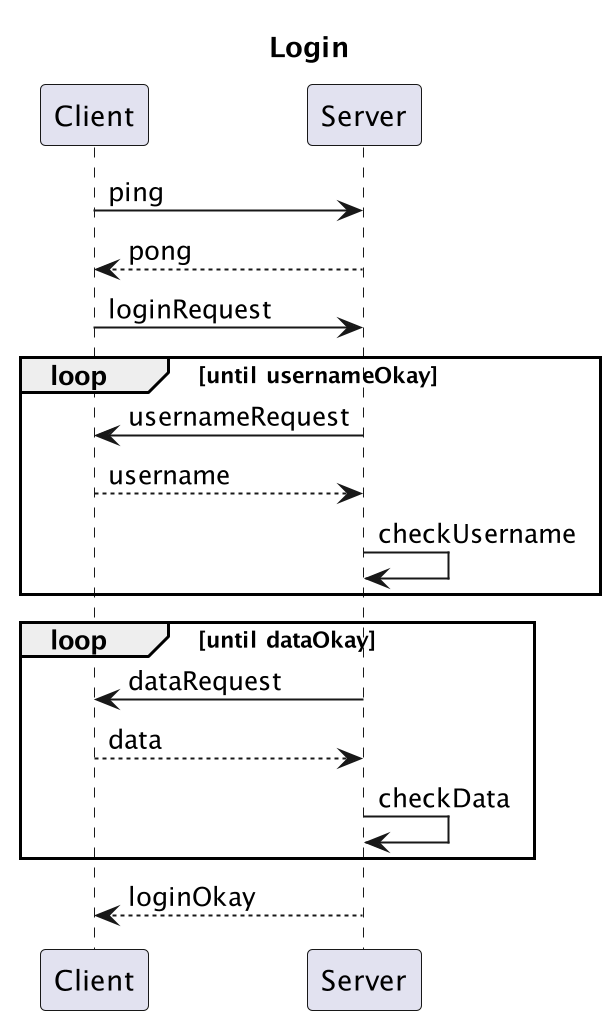 Login
Client Server
ping
pong
loginRequest
loop [until usernameOkay]
usernameRequest
username
checkUsername
loop [until dataOkay]
dataRequest
data
checkData
loginOkay
Client Server